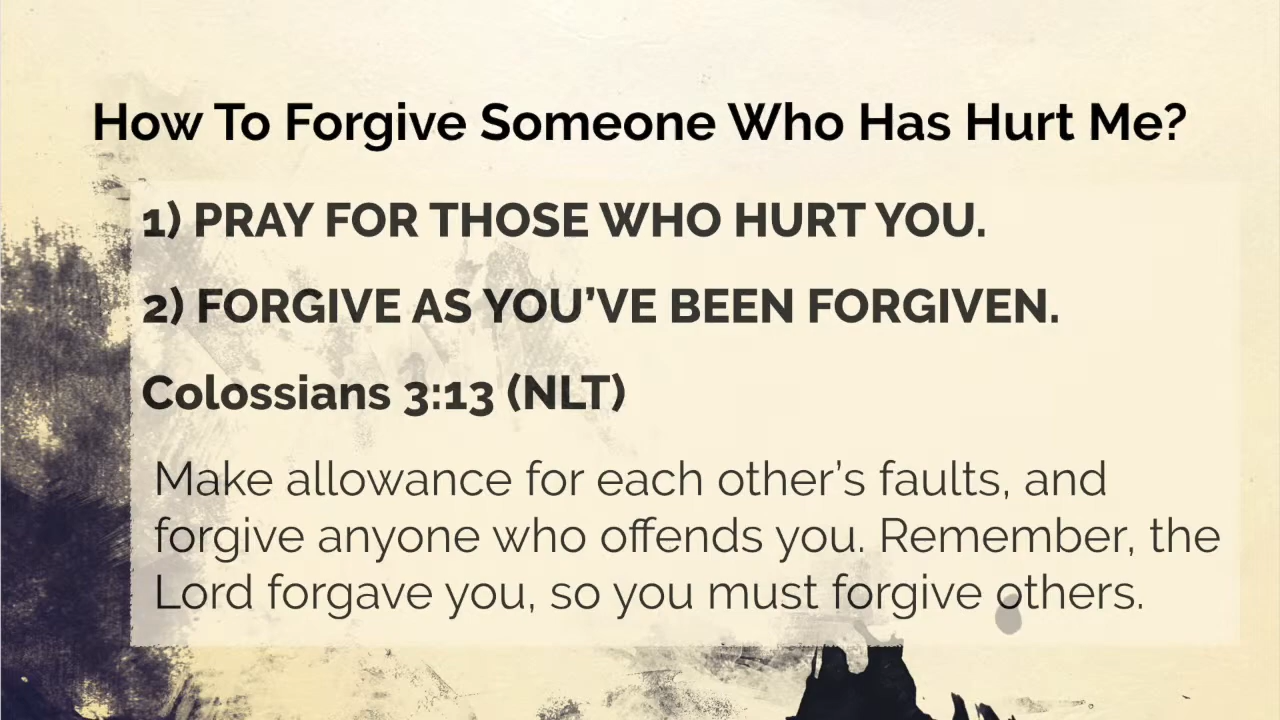 How To Forgive Someone Who Has Hurt Me?
1) PRAY FOR THOSE WHO HURT YOU.
2) FORGIVE AS YOU’VE BEEN FORGIVEN.
Colossians 3:13 (NLT)
Make allowance for each other’s faults, and
forgive anyone who offends you. Remember, the
Lord forgave you, so you must forgive others.